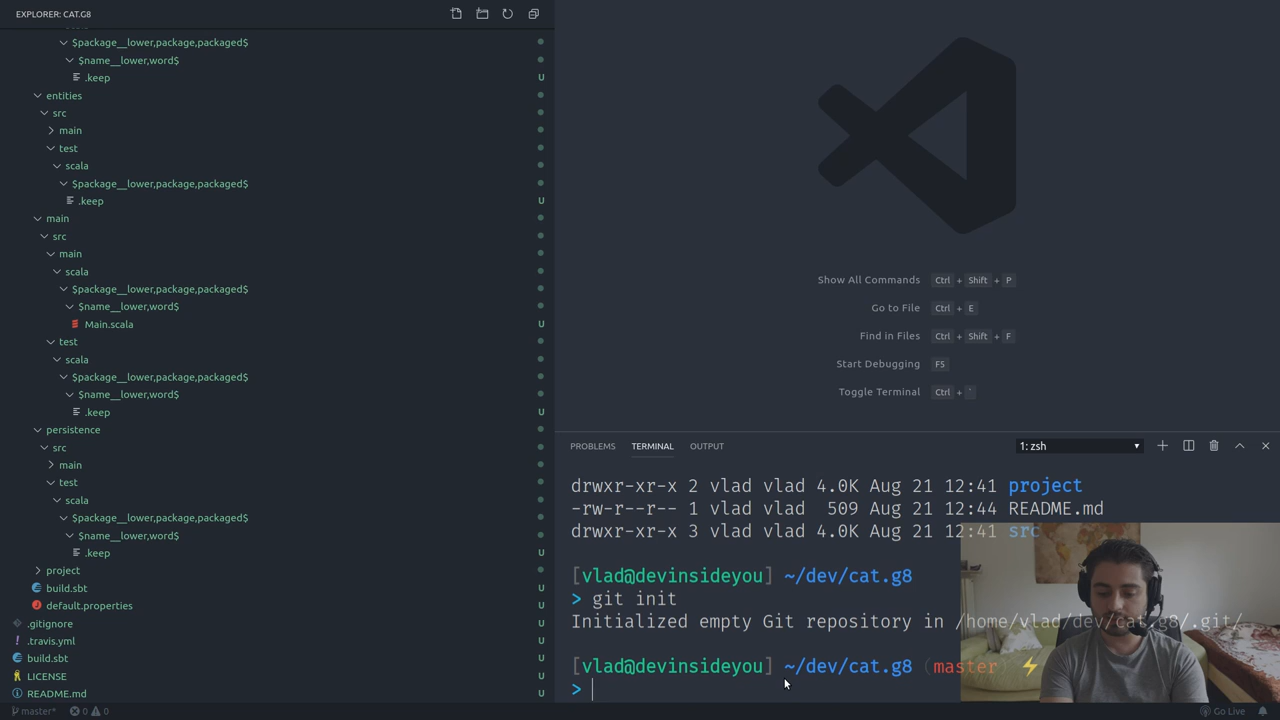 EXPLORER: CAT.G8
$package__lower,package,packaged$
$name__lower,word$
.keep U
entities
src
main
test
scala
$package__lower,package,packaged$
.keep U
main
src
main
scala
$package__lower,package,packaged$
$name__lower,word$
Main.scala U
test
scala
$package__lower,package,packaged$
$name__lower,word$
.keep U
persistence
src
main
test
scala
$package__lower,package,packaged$
$name__lower,word$
.keep U
project
build.sbt U
default.properties U
.gitignore U
.travis.yml U
build.sbt U
LICENSE U
README.md U
master* 0 0
Show All Commands Ctrl + Shift + P
Go to File Ctrl + E
Find in Files Ctrl + Shift + F
Start Debugging F5
Toggle Terminal Ctrl + `
PROBLEMS TERMINAL OUTPUT 1: zsh
drwxr-xr-x 2 vlad vlad 4.0K Aug 21 12:41 project
-rw-r--r-- 1 vlad vlad 509 Aug 21 12:44 README.md
drwxr-xr-x 3 vlad vlad 4.0K Aug 21 12:41 src
[vlad@devinsideyou] ~/dev/cat.g8
> git init
Initialized empty Git repository in /home/vlad/dev/cat.g8/.git/
[vlad@devinsideyou] ~/dev/cat.g8 (master ⚡
>
Go Live